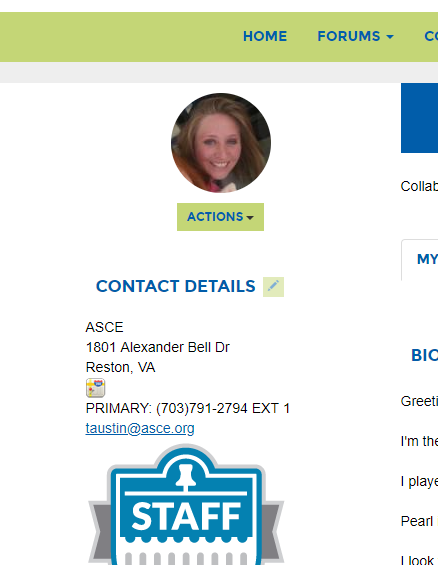 HOME FORUMS
ACTIONS
CONTACT DETAILS
ASCE
1801 Alexander Bell Dr
Reston, VA
PRIMARY: (703)791-2794 EXT 1
taustin@asce.org
STAFF
Collab
MY
BIO
Greeti
I'm the
I playe
Pearl
I look